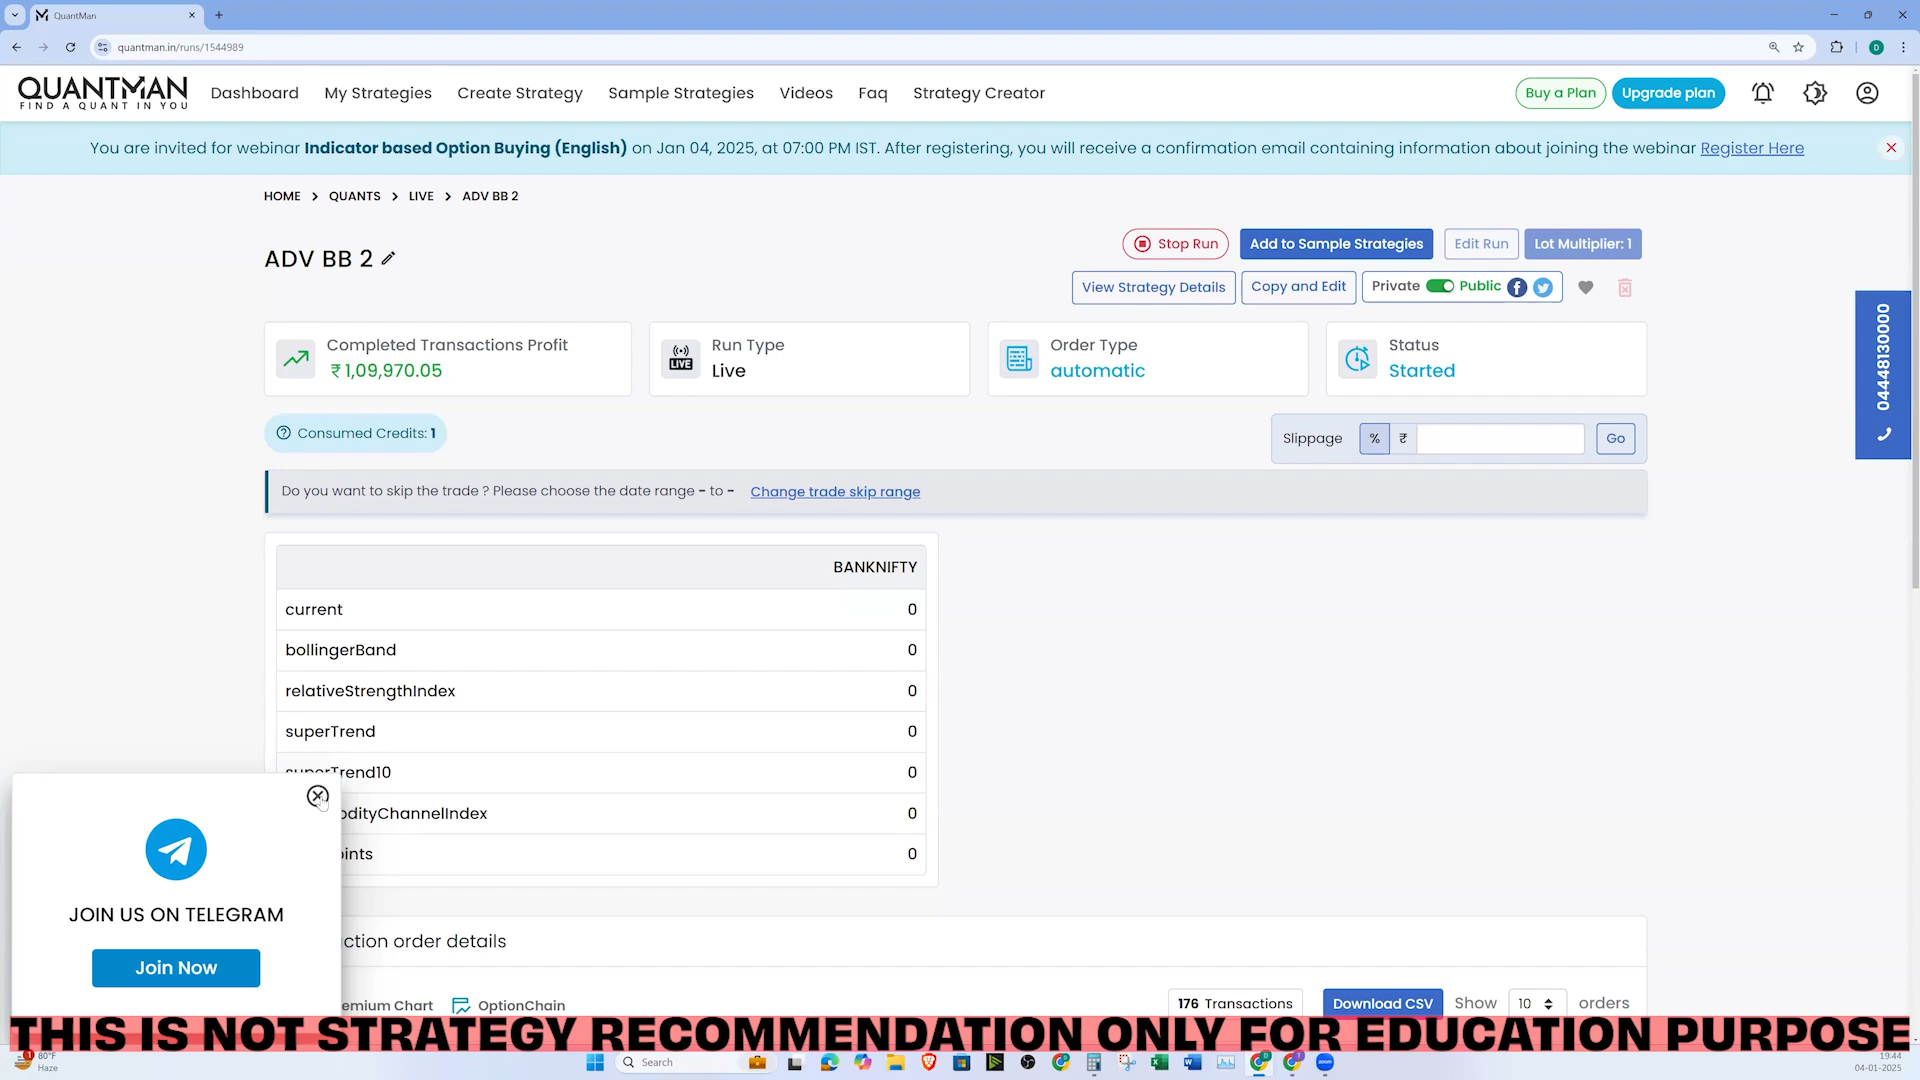 QuantMan
quantman.in/runs/1544989
D
QUANTMAN
FIND A QUANT IN YOU
Dashboard My Strategies Create Strategy Sample Strategies Videos Faq Strategy Creator
Buy a Plan Upgrade plan
You are invited for webinar Indicator based Option Buying (English) on Jan 04, 2025, at 07:00 PM IST. After registering, you will receive a confirmation email containing information about joining the webinar Register Here
HOME > QUANTS > LIVE > ADV BB 2
ADV BB 2
Stop Run Add to Sample Strategies Edit Run Lot Multiplier: 1
View Strategy Details Copy and Edit Private Public
04448130000
Completed Transactions Profit
₹ 1,09,970.05
Run Type
Live
Order Type
automatic
Status
Started
Consumed Credits: 1
Slippage % ₹ Go
Do you want to skip the trade ? Please choose the date range - to - Change trade skip range
BANKNIFTY
current 0
bollingerBand 0
relativeStrengthIndex 0
superTrend 0
superTrend10 0
odityChannelIndex 0
oints 0
JOIN US ON TELEGRAM
Join Now
ction order details
emium Chart OptionChain
176 Transactions Download CSV Show 10 orders
THIS IS NOT STRATEGY RECOMMENDATION ONLY FOR EDUCATION PURPOSE
80°F
Haze
Search
19:44
04-01-2025